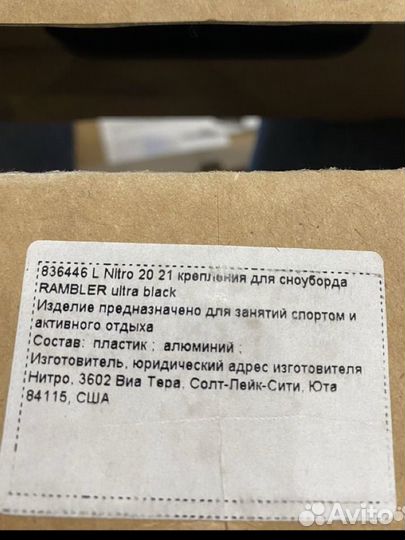 836446 L Nitro 20 21 крепления для сноуборда
RAMBLER ultra black
Изделие предназначено для занятий спортом и
активного отдыха
Состав: пластик ; алюминий ;
Изготовитель, юридический адрес изготовителя
Нитро, 3602 Виа Тера, Солт-Лейк-Сити, Юта
84115, США
Avito